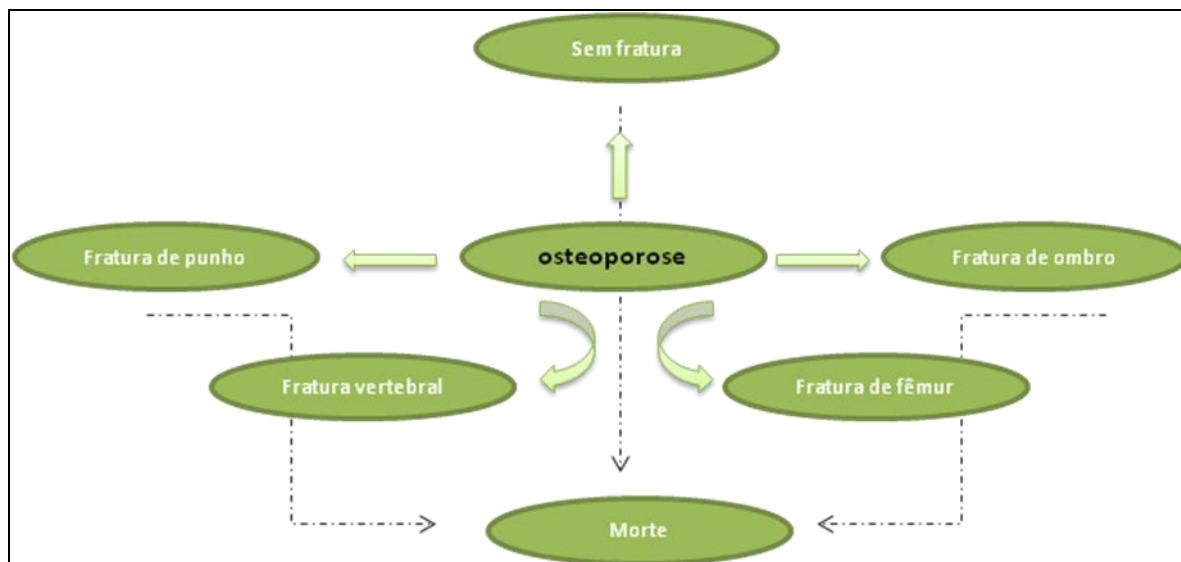 Sem fratura
Fratura de punho
osteoporose
Fratura de ombro
Fratura vertebral
Fratura de fêmur
Morte